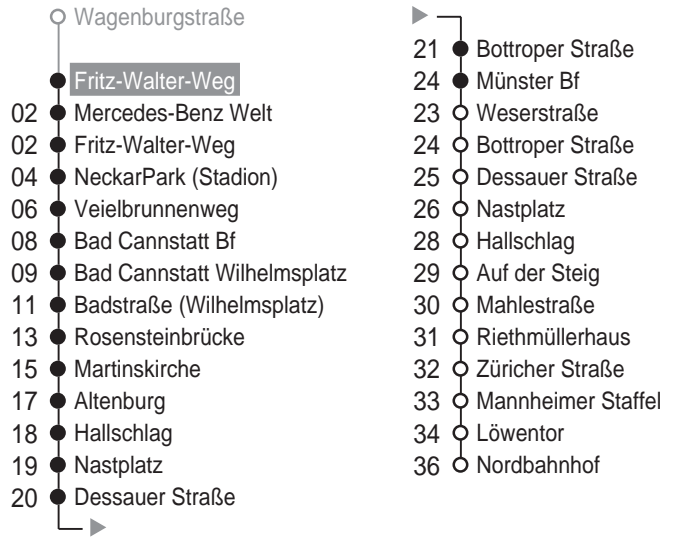 Wagenburgstraße
Fritz-Walter-Weg
02 Mercedes-Benz Welt
02 Fritz-Walter-Weg
04 NeckarPark (Stadion)
06 Veielbrunnenweg
08 Bad Cannstatt Bf
09 Bad Cannstatt Wilhelmsplatz
11 Badstraße (Wilhelmsplatz)
13 Rosensteinbrücke
15 Martinskirche
17 Altenburg
18 Hallschlag
19 Nastplatz
20 Dessauer Straße
21 Bottroper Straße
24 Münster Bf
23 Weserstraße
24 Bottroper Straße
25 Dessauer Straße
26 Nastplatz
28 Hallschlag
29 Auf der Steig
30 Mahlestraße
31 Riethmüllerhaus
32 Züricher Straße
33 Mannheimer Staffel
34 Löwentor
36 Nordbahnhof